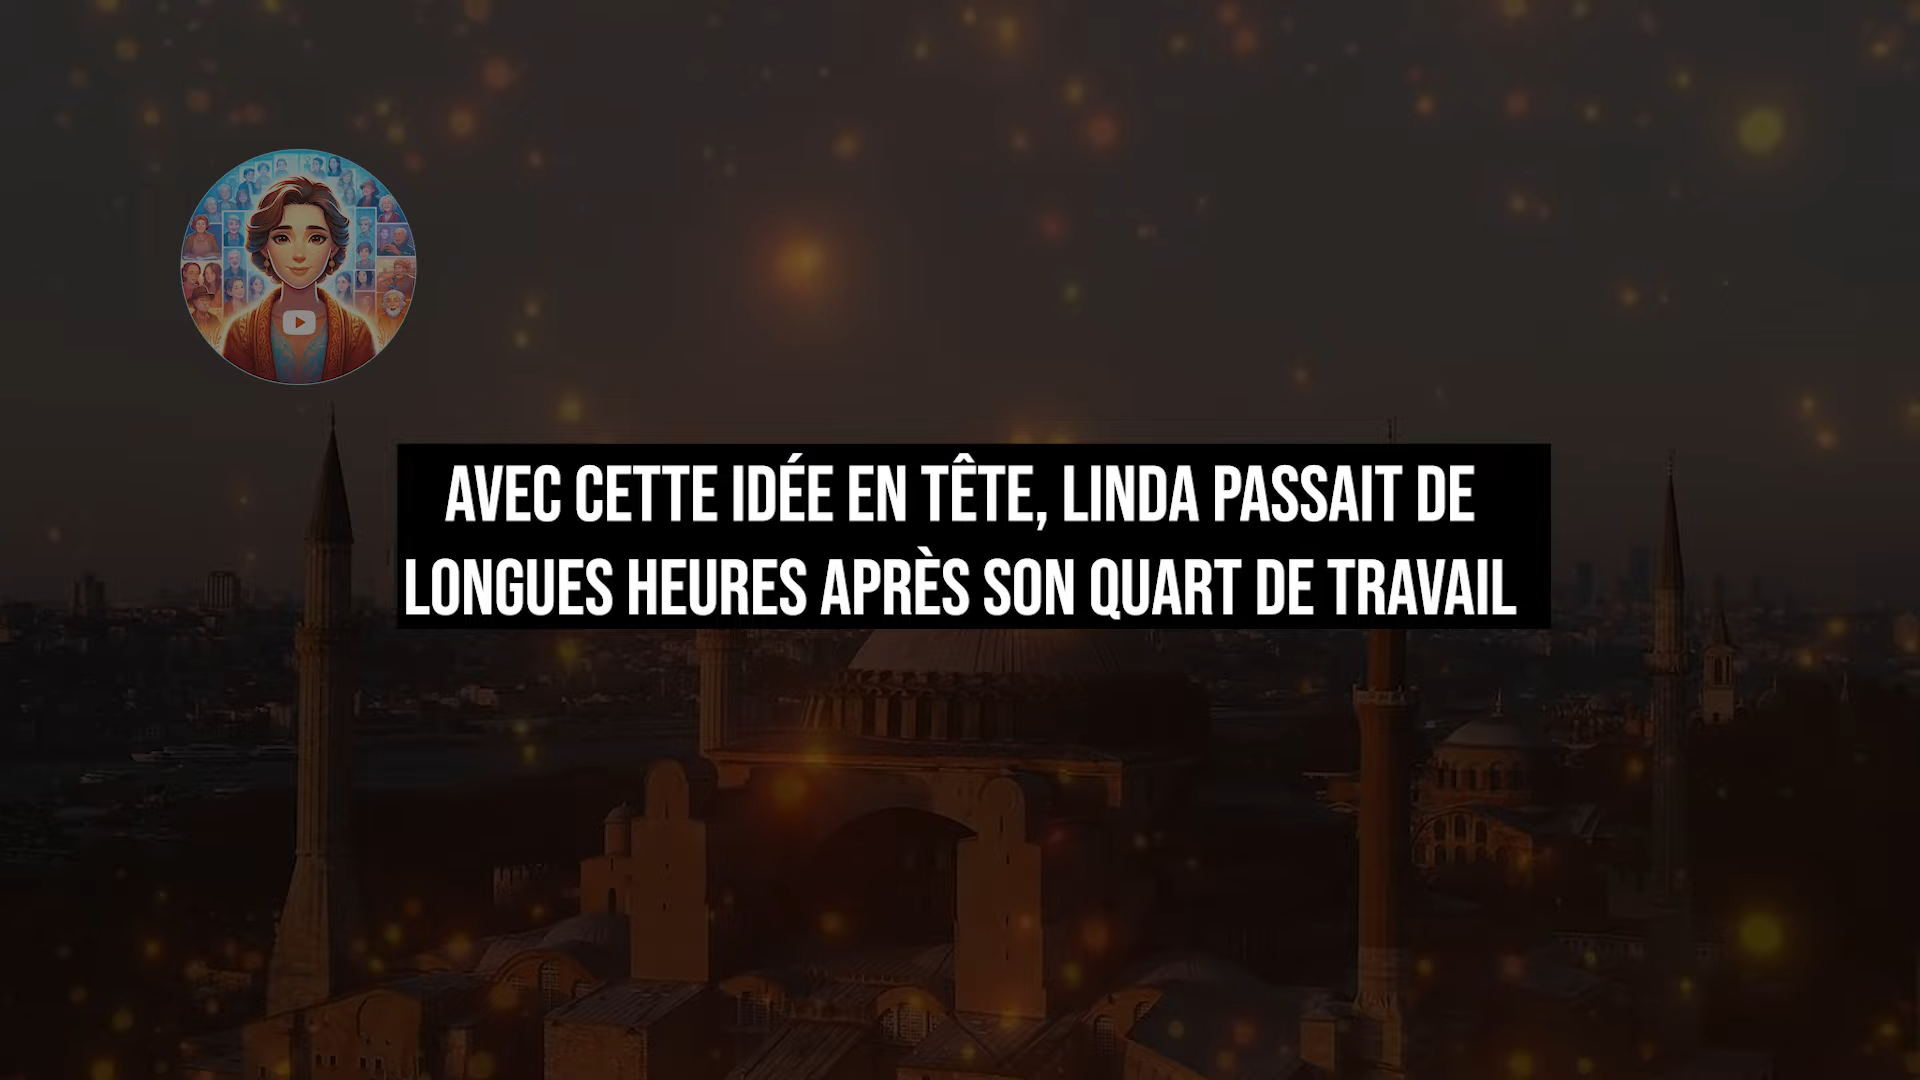 AVEC CETTE IDÉE EN TÊTE, LINDA PASSAIT DE
LONGUES HEURES APRÈS SON QUART DE TRAVAIL